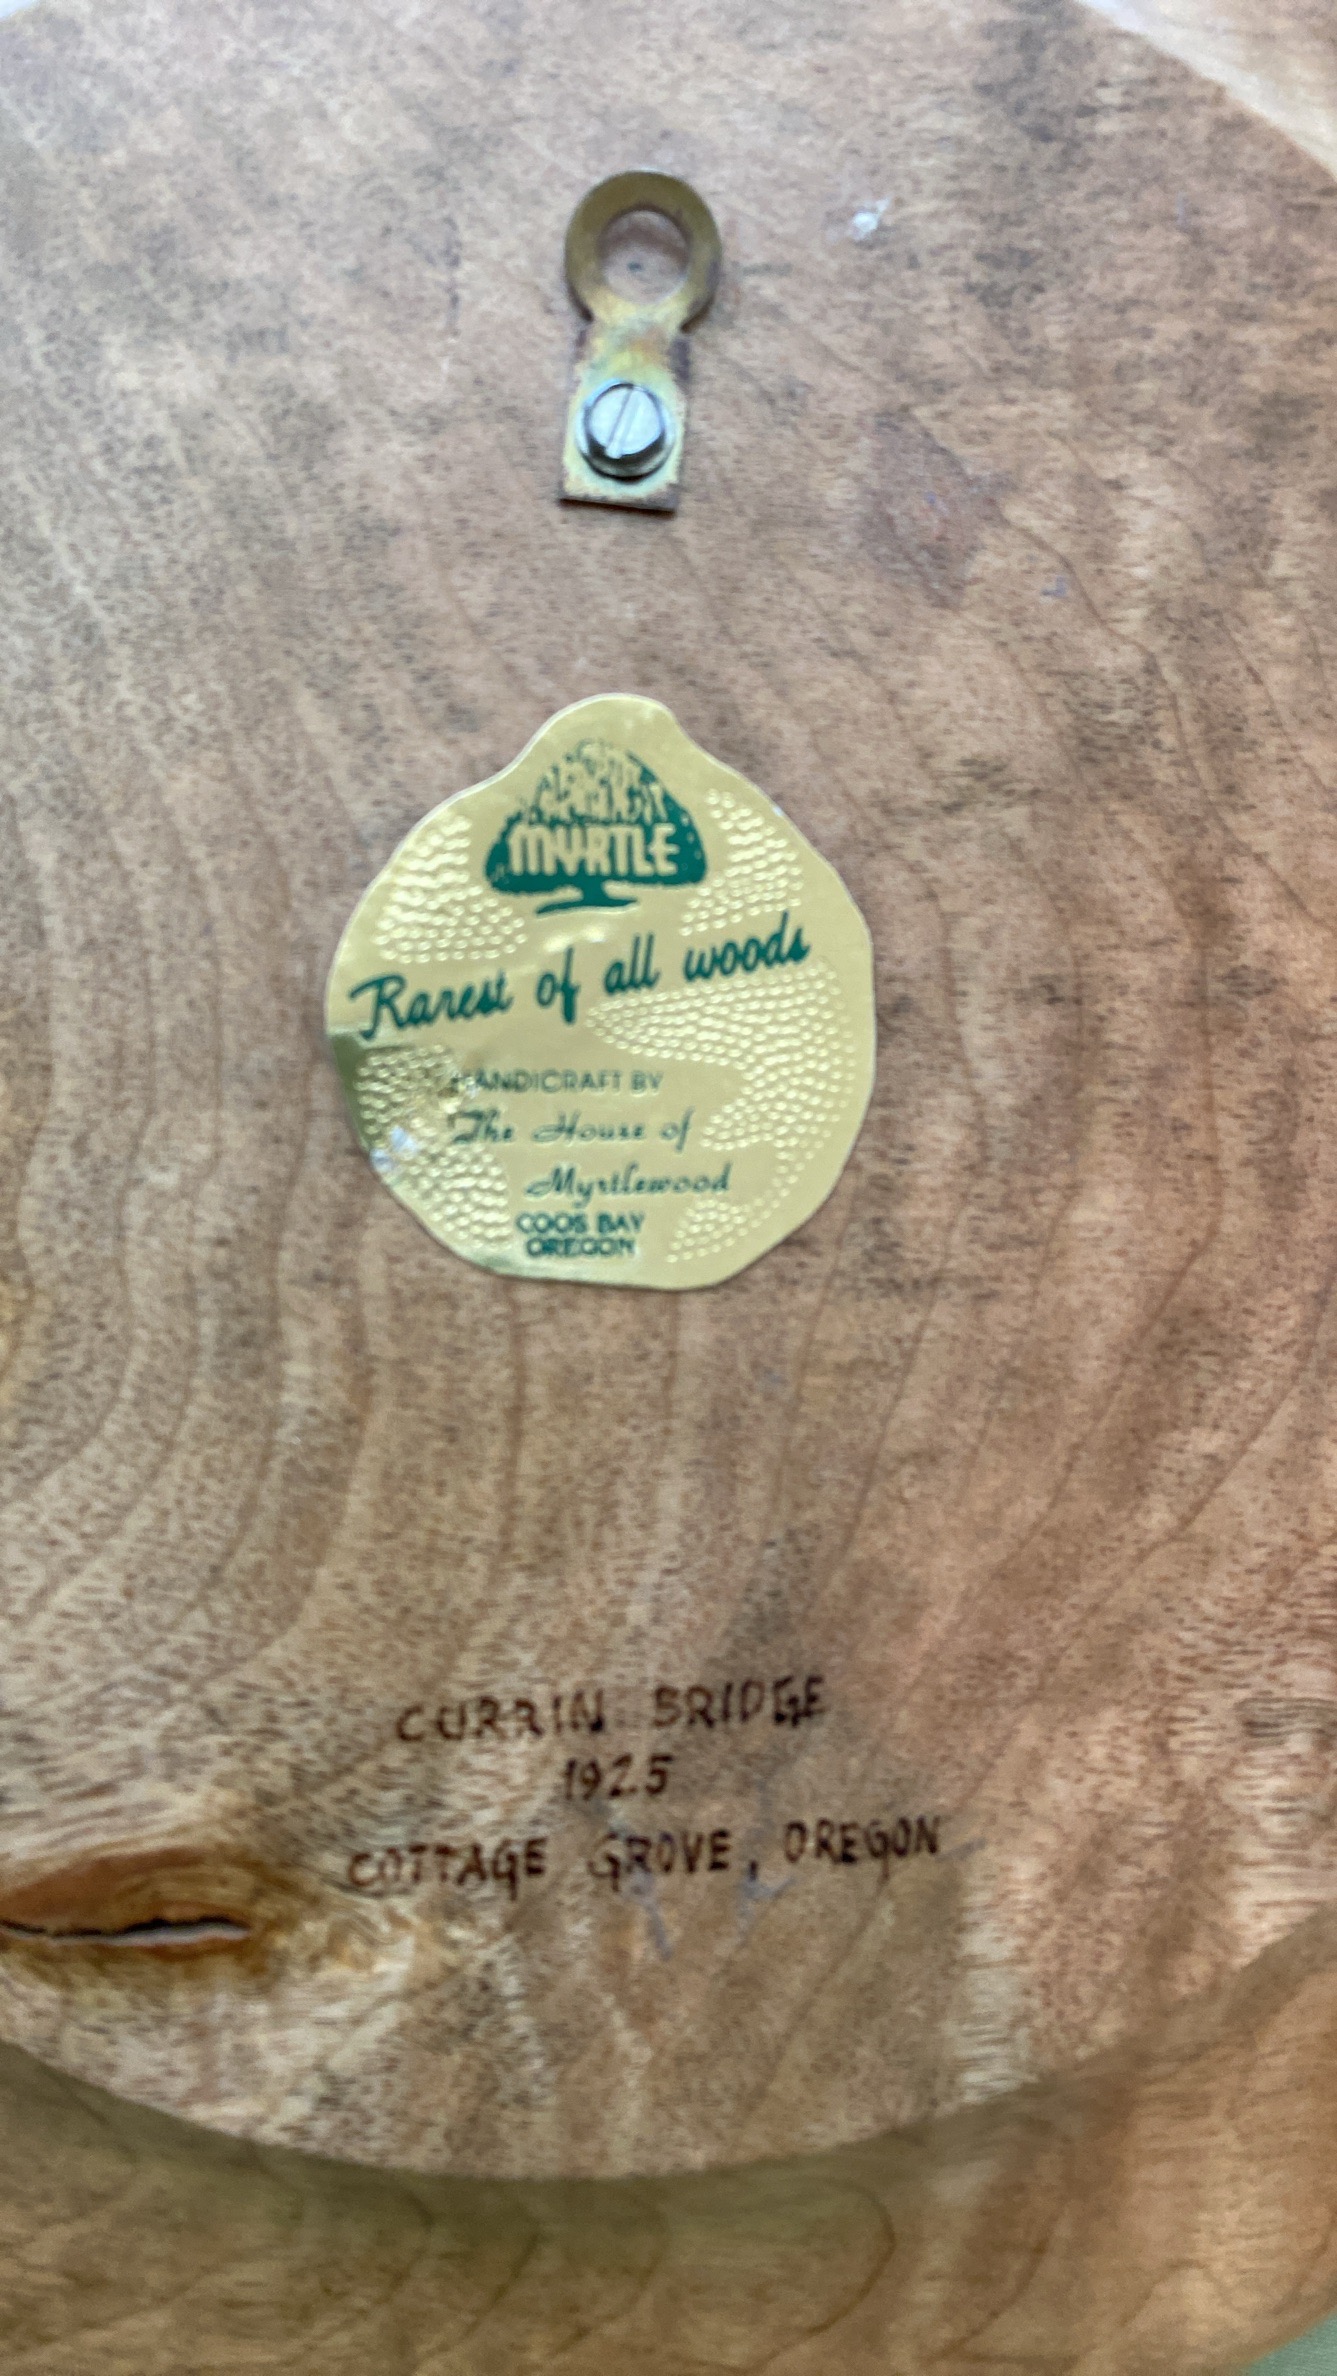 MYRTLE
Rarest of all woods
HANDICRAFT BY
The House of
Myrtlewood
COOS BAY
OREGON
CURRIN BRIDGE
1925
COTTAGE GROVE, OREGON